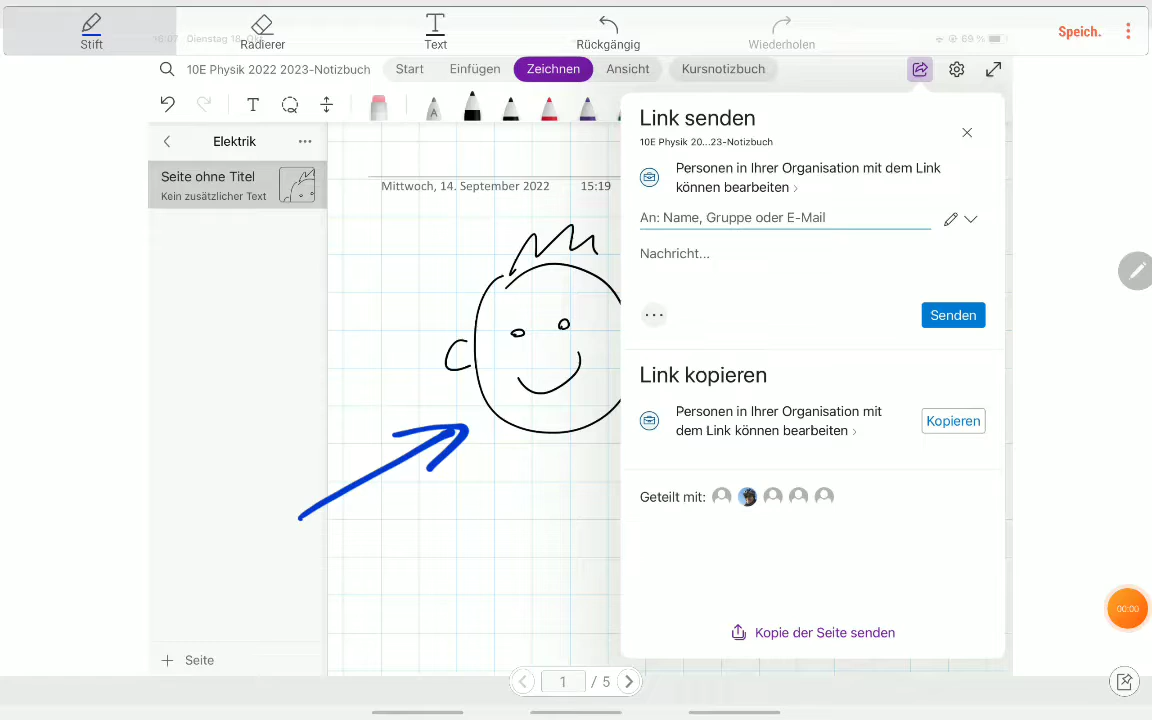 Stift
Radierer
Text
Rückgängig
Wiederholen
Speich.
Dienstag 18.
69 %
10E Physik 2022 2023-Notizbuch
Start
Einfügen
Zeichnen
Ansicht
Kursnotizbuch
T
A
Elektrik
Seite ohne Titel
Kein zusätzlicher Text
Mittwoch, 14. September 2022
15:19
Link senden
10E Physik 20...23-Notizbuch
Personen in Ihrer Organisation mit dem Link
können bearbeiten
An: Name, Gruppe oder E-Mail
Nachricht...
Senden
Link kopieren
Personen in Ihrer Organisation mit
dem Link können bearbeiten
Kopieren
Geteilt mit:
Kopie der Seite senden
00:00
Seite
1 / 5